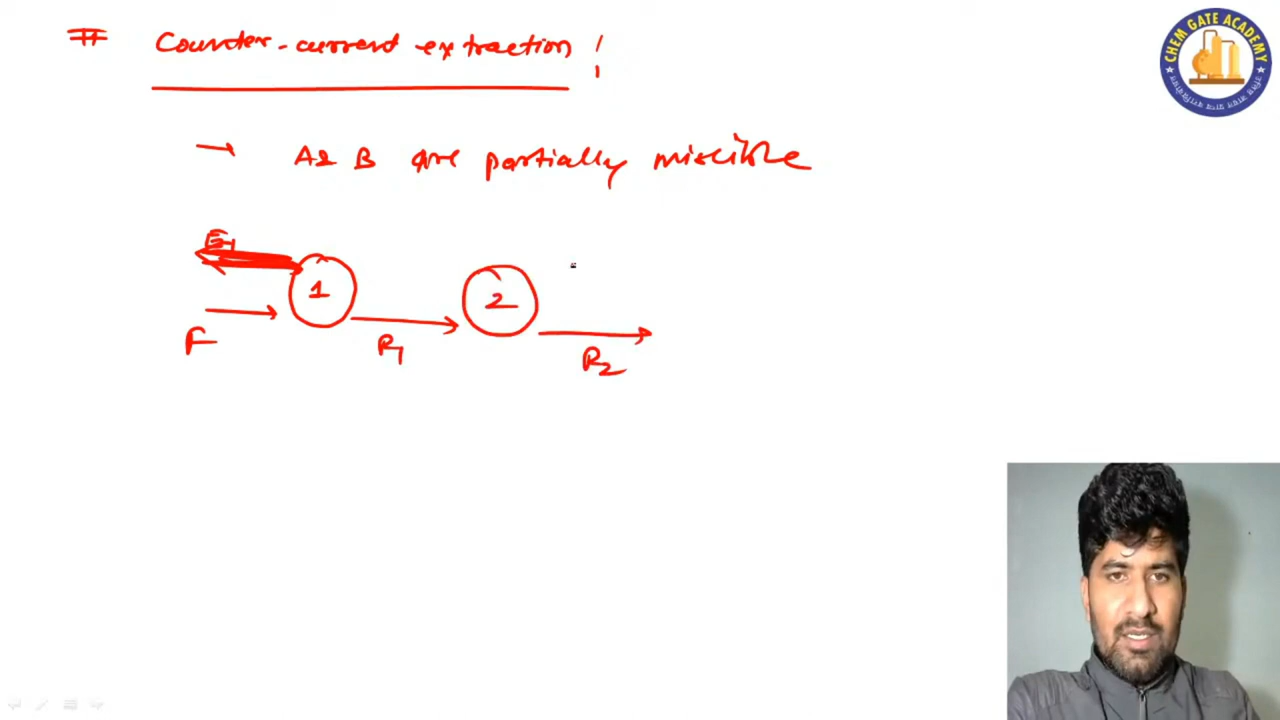 # Counter-current extraction :
→ A & B are partially miscible
E1
1
2
F
R1
R2
CHEM GATE ACADEMY